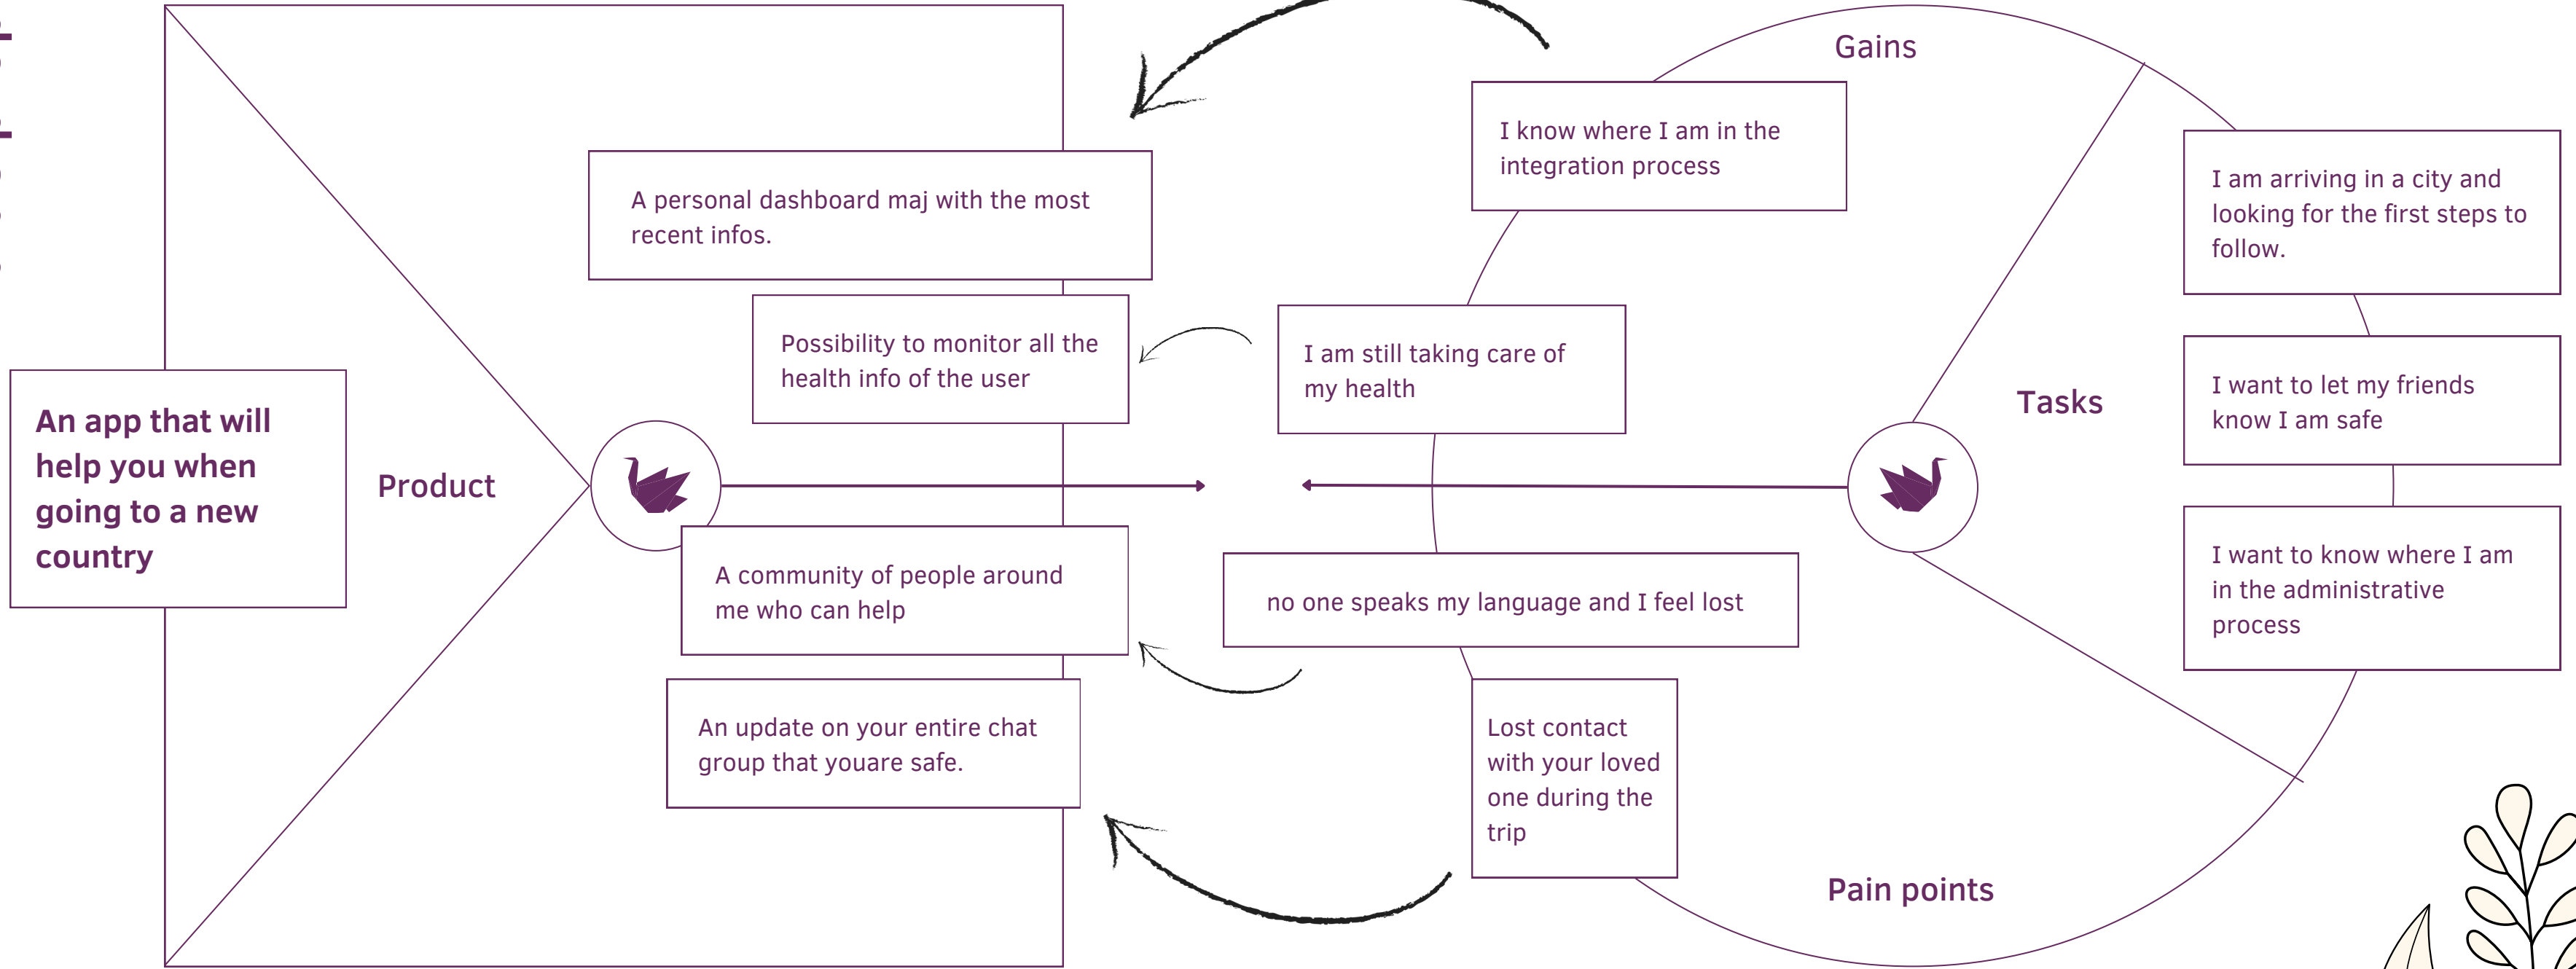 An app that will
help you when
going to a new
country
Product
A personal dashboard maj with the most
recent infos.
Possibility to monitor all the
health info of the user
A community of people around
me who can help
An update on your entire chat
group that youare safe.
Gains
I know where I am in the
integration process
I am still taking care of
my health
no one speaks my language and I feel lost
Lost contact
with your loved
one during the
trip
Pain points
Tasks
I am arriving in a city and
looking for the first steps to
follow.
I want to let my friends
know I am safe
I want to know where I am
in the administrative
process